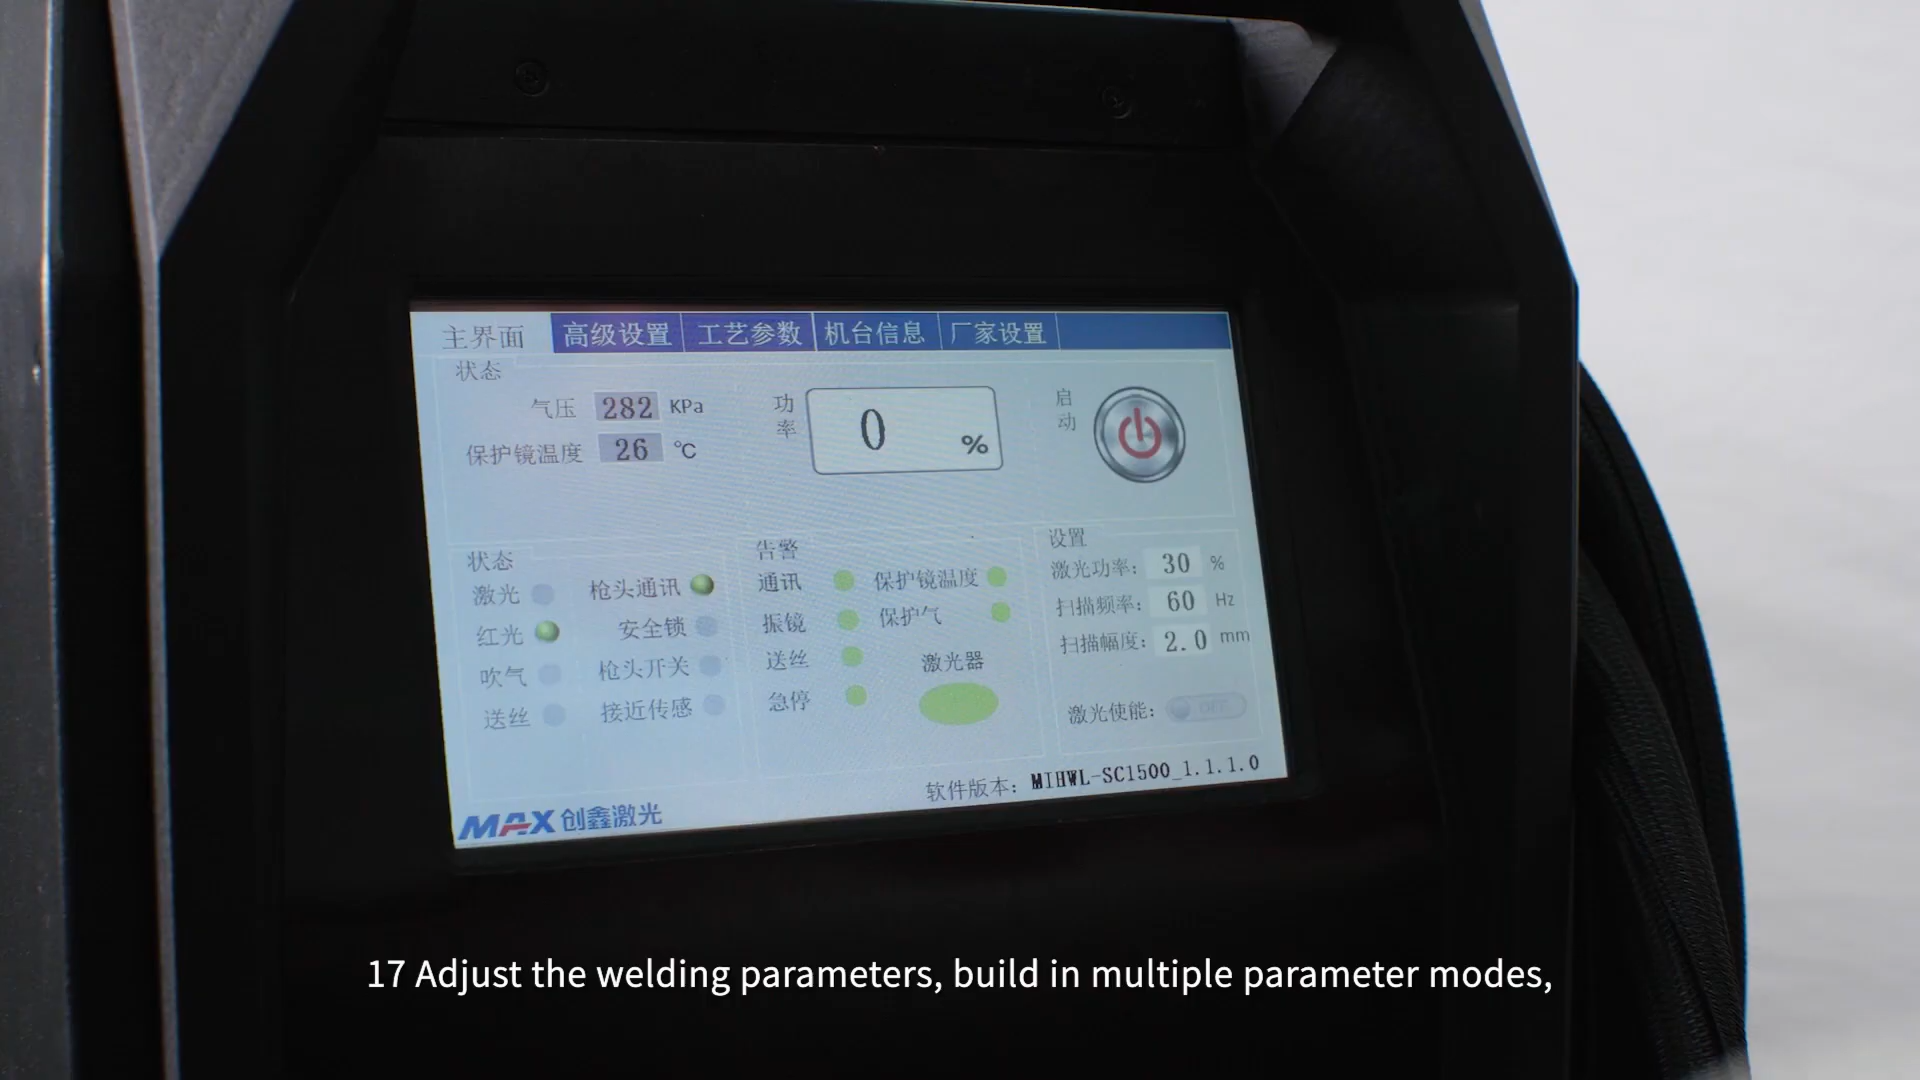 主界面 高级设置 工艺参数 机台信息 厂家设置
状态
气压 282 KPa
保护镜温度 26 ℃
功率 0 %
启动
状态
激光 枪头通讯
红光 安全锁
吹气 枪头开关
送丝 接近传感
告警
通讯 保护镜温度
振镜 保护气
送丝 激光器
急停
设置
激光功率: 30 %
扫描频率: 60 Hz
扫描幅度: 2.0 mm
激光使能: OFF
软件版本: MIHWL-SC1500_1.1.1.0
MAX 创鑫激光
17 Adjust the welding parameters, build in multiple parameter modes,